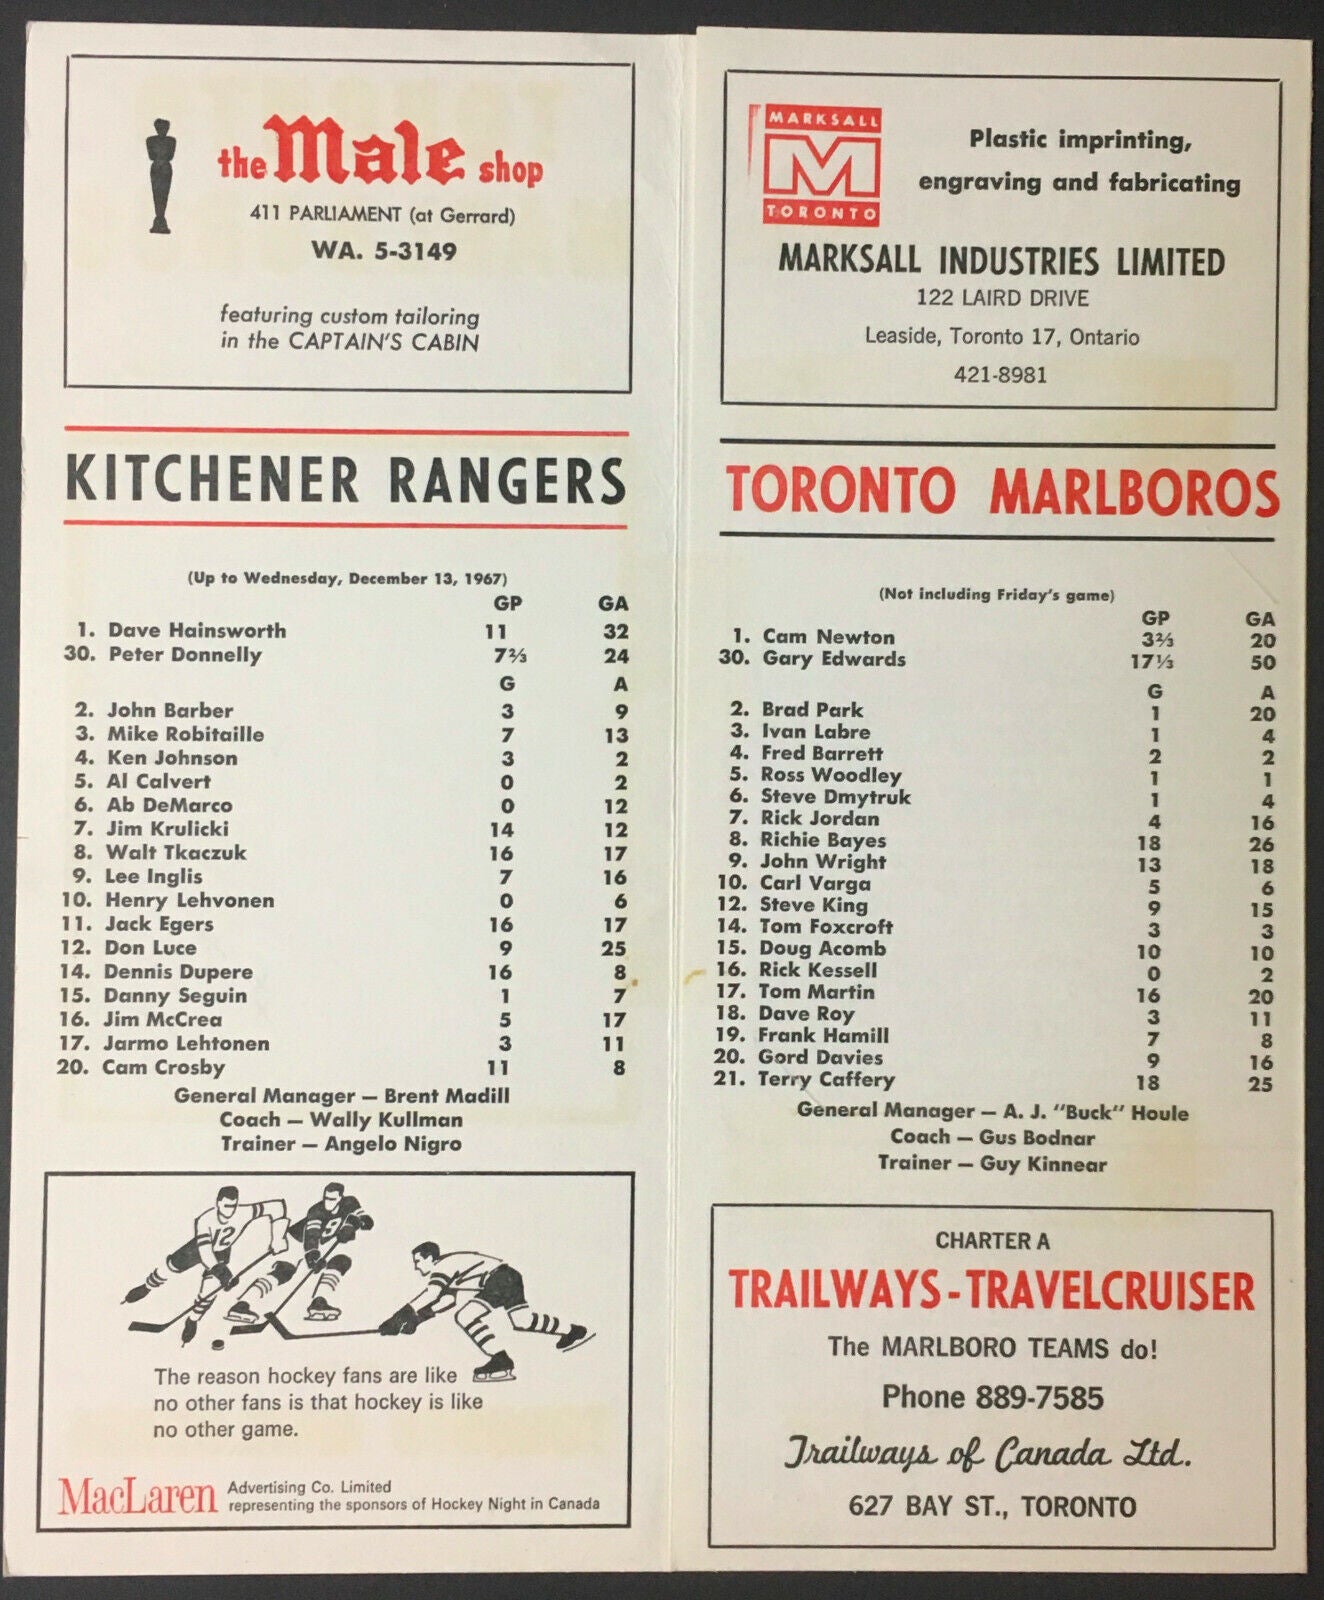 the Male shop
411 PARLIAMENT (at Gerrard)
WA. 5-3149
featuring custom tailoring
in the CAPTAIN'S CABIN
KITCHENER RANGERS
(Up to Wednesday, December 13, 1967)
GP GA
1. Dave Hainsworth 11 32
30. Peter Donnelly 7⅔ 24
G A
2. John Barber 3 9
3. Mike Robitaille 7 13
4. Ken Johnson 3 2
5. Al Calvert 0 2
6. Ab DeMarco 0 12
7. Jim Krulicki 14 12
8. Walt Tkaczuk 16 17
9. Lee Inglis 7 16
10. Henry Lehvonen 0 6
11. Jack Egers 16 17
12. Don Luce 9 25
14. Dennis Dupere 16 8
15. Danny Seguin 1 7
16. Jim McCrea 5 17
17. Jarmo Lehtonen 3 11
20. Cam Crosby 11 8
General Manager — Brent Madill
Coach — Wally Kullman
Trainer — Angelo Nigro
12
9
The reason hockey fans are like
no other fans is that hockey is like
no other game.
MacLaren Advertising Co. Limited
representing the sponsors of Hockey Night in Canada
MARKSALL
M
TORONTO
Plastic imprinting,
engraving and fabricating
MARKSALL INDUSTRIES LIMITED
122 LAIRD DRIVE
Leaside, Toronto 17, Ontario
421-8981
TORONTO MARLBOROS
(Not including Friday's game)
GP GA
1. Cam Newton 3⅔ 20
30. Gary Edwards 17⅓ 50
G A
2. Brad Park 1 20
3. Ivan Labre 1 4
4. Fred Barrett 2 2
5. Ross Woodley 1 1
6. Steve Dmytruk 1 4
7. Rick Jordan 4 16
8. Richie Bayes 18 26
9. John Wright 13 18
10. Carl Varga 5 6
12. Steve King 9 15
14. Tom Foxcroft 3 3
15. Doug Acomb 10 10
16. Rick Kessell 0 2
17. Tom Martin 16 20
18. Dave Roy 3 11
19. Frank Hamill 7 8
20. Gord Davies 9 16
21. Terry Caffery 18 25
General Manager — A. J. "Buck" Houle
Coach — Gus Bodnar
Trainer — Guy Kinnear
CHARTER A
TRAILWAYS-TRAVELCRUISER
The MARLBORO TEAMS do!
Phone 889-7585
Trailways of Canada Ltd.
627 BAY ST., TORONTO